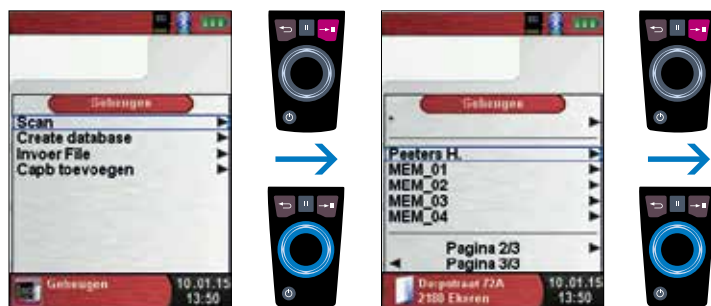 Geheugen
Scan
Create database
Invoer File
Capb toevoegen
Geheugen
10.01.15
13:50
Geheugen
-
Peeters H.
MEM_01
MEM_02
MEM_03
MEM_04
Pagina 2/3
Pagina 3/3
Dorpstraat 72A
2180 Ekeren
10.01.15
13:50